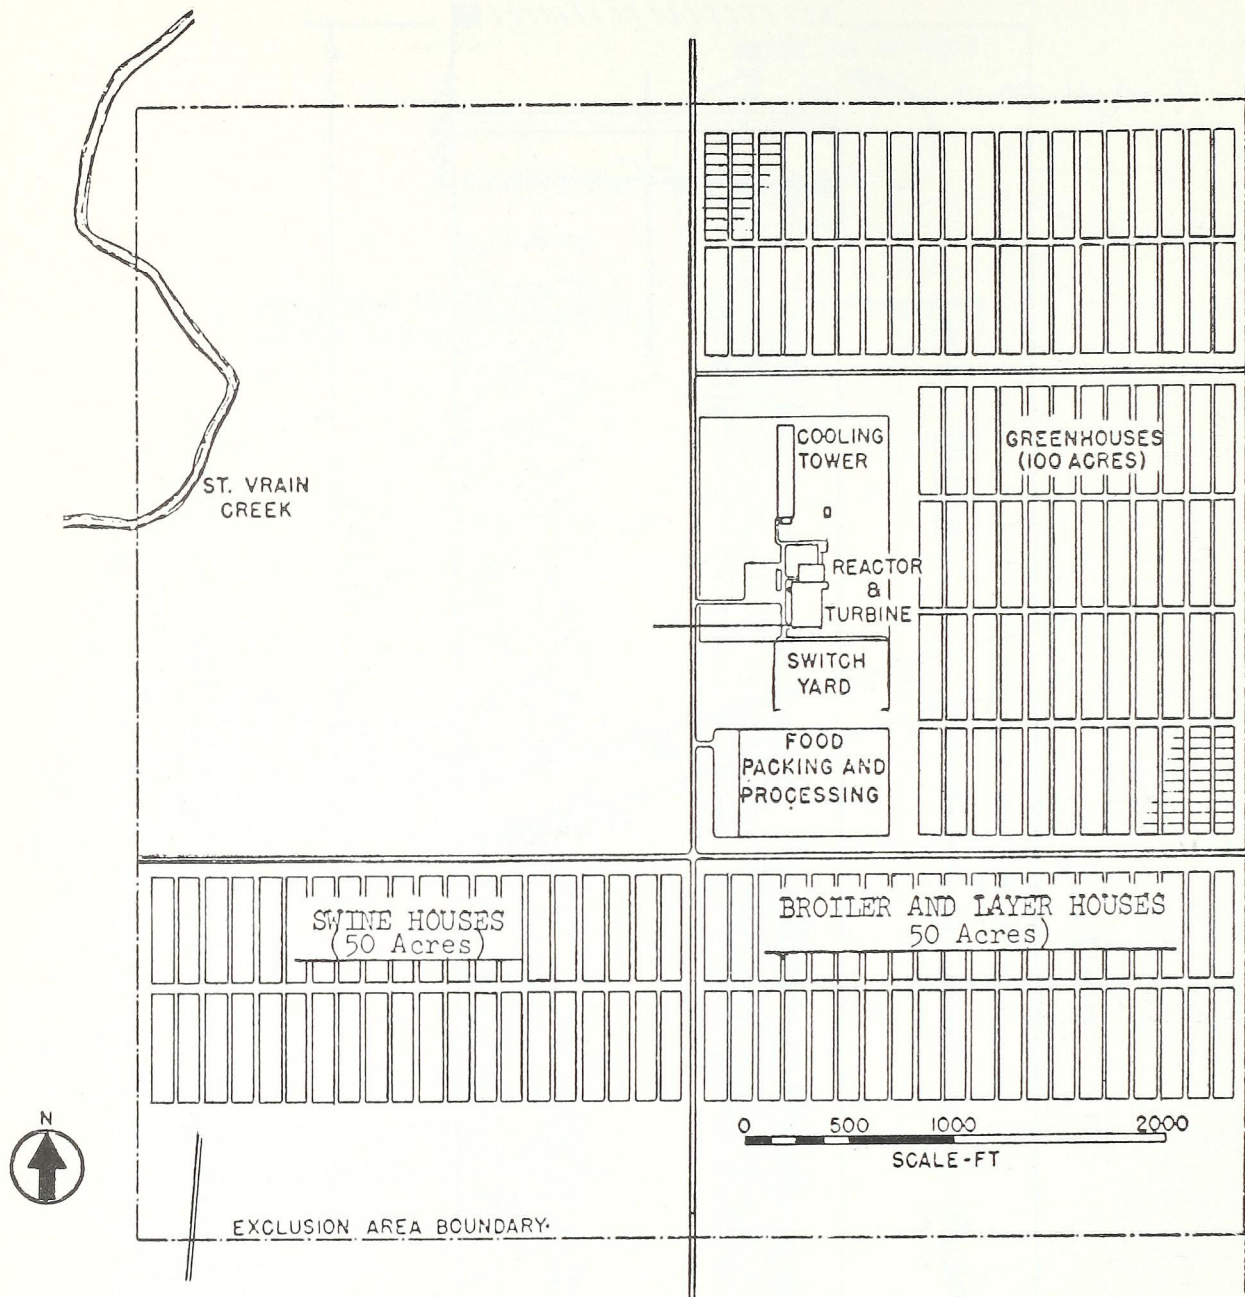 COOLING
TOWER
GREENHOUSES
(100 ACRES)
ST. VRAIN
CREEK
REACTOR
&
TURBINE
SWITCH
YARD
FOOD
PACKING AND
PROCESSING
SWINE HOUSES
(50 Acres)
BROILER AND LAYER HOUSES
50 Acres)
N
0 500 1000 2000
SCALE-FT
EXCLUSION AREA BOUNDARY.